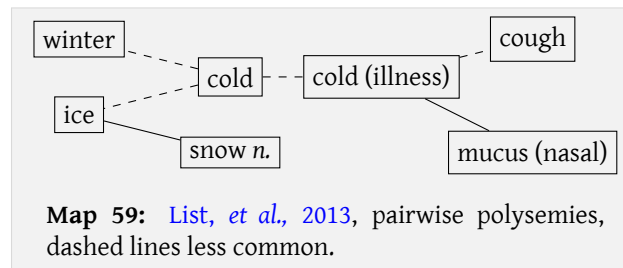 winter
cough
cold
cold (illness)
ice
snow n.
mucus (nasal)
Map 59: List, et al., 2013, pairwise polysemies,
dashed lines less common.